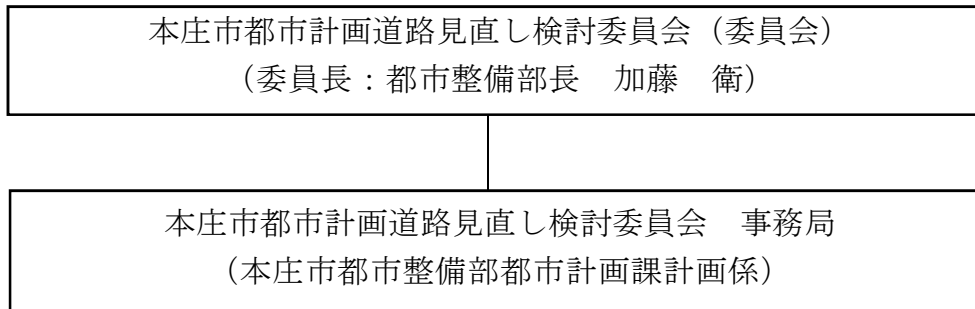 本庄市都市計画道路見直し検討委員会（委員会）
（委員長：都市整備部長　加藤　衛）
本庄市都市計画道路見直し検討委員会　事務局
（本庄市都市整備部都市計画課計画係）